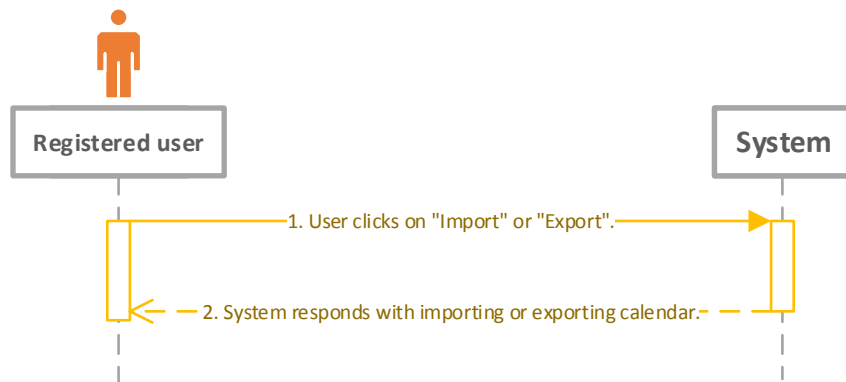 Registered user
System
1. User clicks on "Import" or "Export".
2. System responds with importing or exporting calendar.